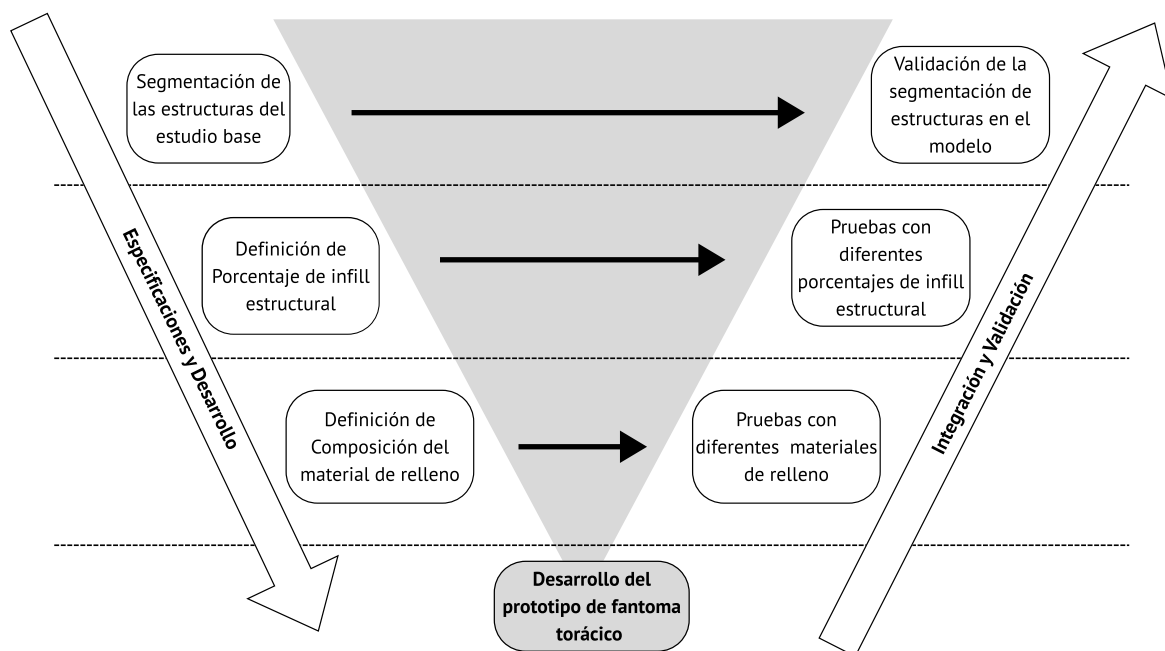 Segmentación de
las estructuras del
estudio base
Validación de la
segmentación de
estructuras en el
modelo
Especificaciones y Desarrollo
Definición de
Porcentaje de infill
estructural
Pruebas con
diferentes
porcentajes de infill
estructural
Integración y Validación
Definición de
Composición del
material de relleno
Pruebas con
diferentes materiales
de relleno
Desarrollo del
prototipo de fantoma
torácico